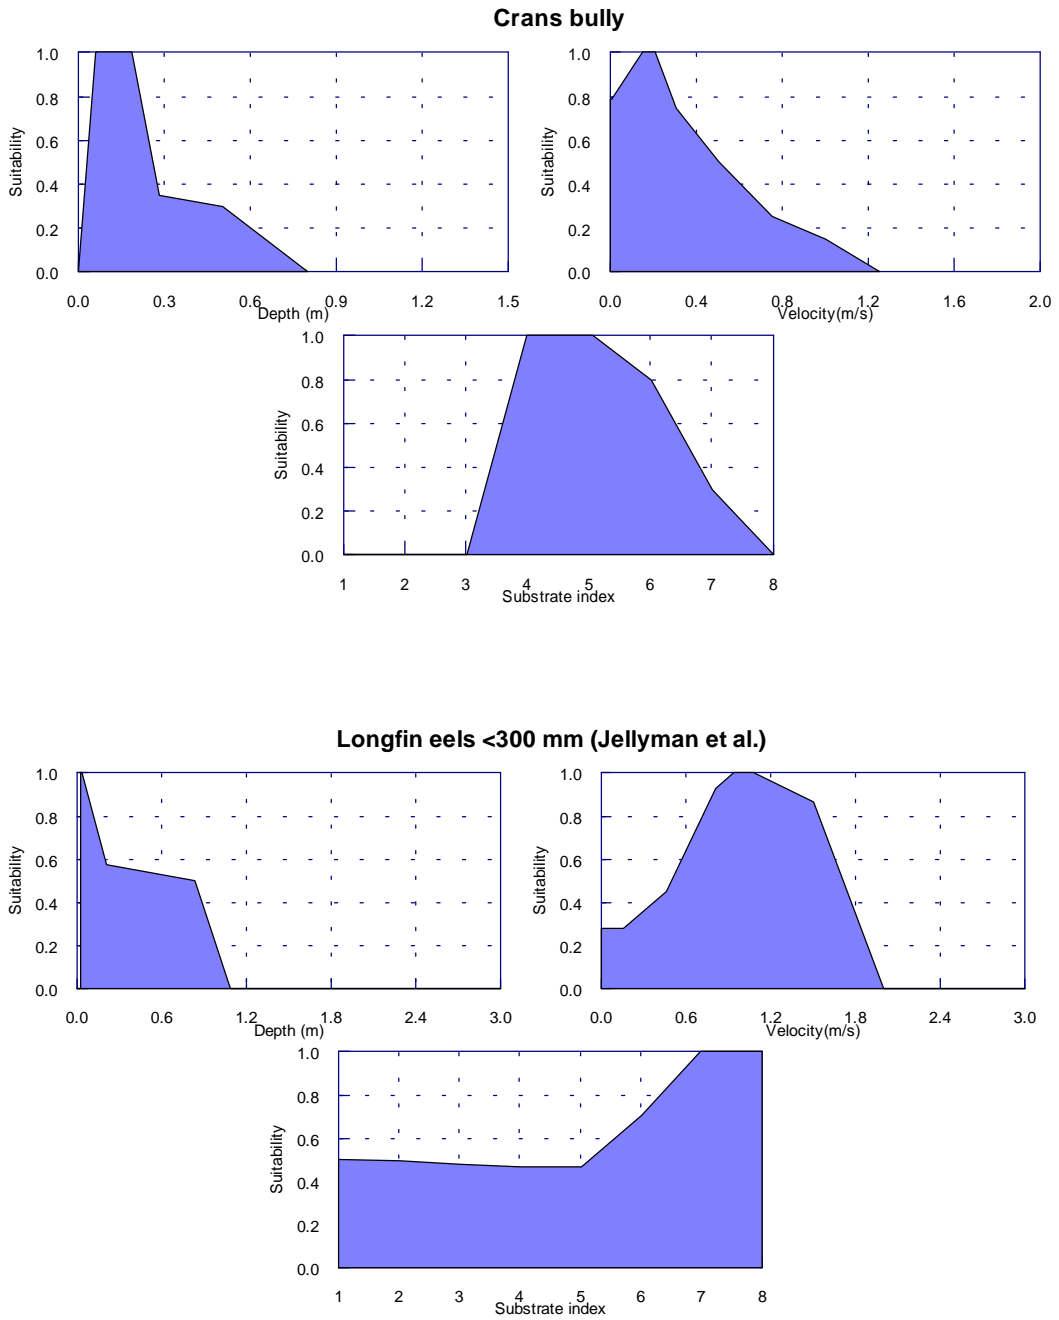 Crans bully
1.0
0.8
0.6
0.4
0.2
0.0
Suitability
0.0 0.3 0.6 0.9 1.2 1.5
Depth (m)
1.0
0.8
0.6
0.4
0.2
0.0
Suitability
0.0 0.4 0.8 1.2 1.6 2.0
Velocity(m/s)
1.0
0.8
0.6
0.4
0.2
0.0
Suitability
1 2 3 4 5 6 7 8
Substrate index
Longfin eels <300 mm (Jellyman et al.)
1.0
0.8
0.6
0.4
0.2
0.0
Suitability
0.0 0.6 1.2 1.8 2.4 3.0
Depth (m)
1.0
0.8
0.6
0.4
0.2
0.0
Suitability
0.0 0.6 1.2 1.8 2.4 3.0
Velocity(m/s)
1.0
0.8
0.6
0.4
0.2
0.0
Suitability
1 2 3 4 5 6 7 8
Substrate index